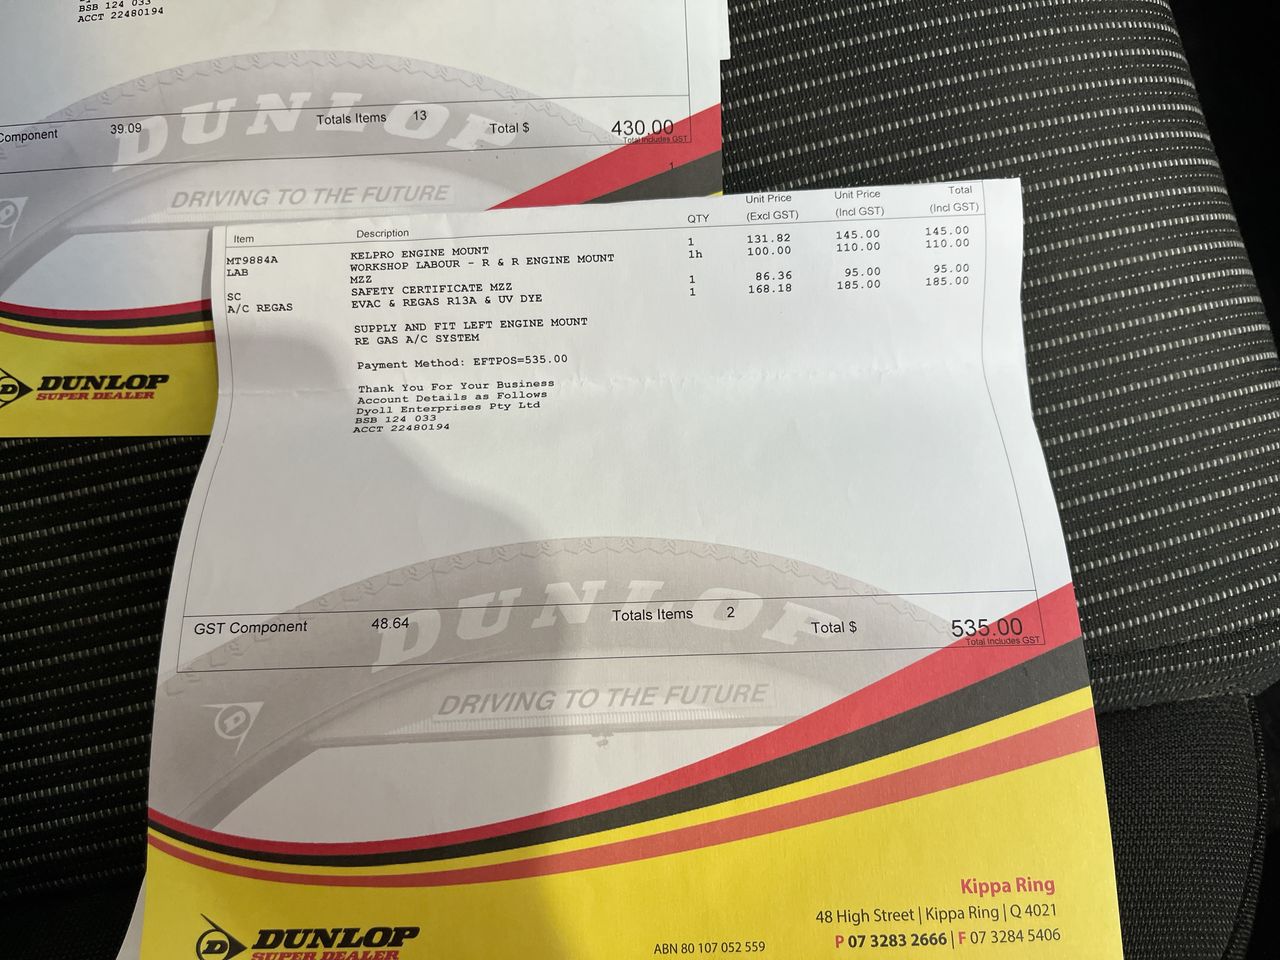 BSB 124 033
ACCT 22480194
Component 39.09 Totals Items 13 Total $ 430.00
Total Includes GST
DUNLOP
1
DRIVING TO THE FUTURE
D
DUNLOP
SUPER DEALER
Item Description QTY Unit Price (Excl GST) Unit Price (Incl GST) Total (Incl GST)
MT9884A KELPRO ENGINE MOUNT 1 131.82 145.00 145.00
LAB WORKSHOP LABOUR - R & R ENGINE MOUNT 1h 100.00 110.00 110.00
MZZ
SC SAFETY CERTIFICATE MZZ 1 86.36 95.00 95.00
A/C REGAS EVAC & REGAS R13A & UV DYE 1 168.18 185.00 185.00
SUPPLY AND FIT LEFT ENGINE MOUNT
RE GAS A/C SYSTEM
Payment Method: EFTPOS=535.00
Thank You For Your Business
Account Details as Follows
Dyoll Enterprises Pty Ltd
BSB 124 033
ACCT 22480194
GST Component 48.64 Totals Items 2 Total $ 535.00
Total Includes GST
DUNLOP
DRIVING TO THE FUTURE
D
Kippa Ring
48 High Street | Kippa Ring | Q 4021
P 07 3283 2666 | F 07 3284 5406
ABN 80 107 052 559
D DUNLOP
SUPER DEALER